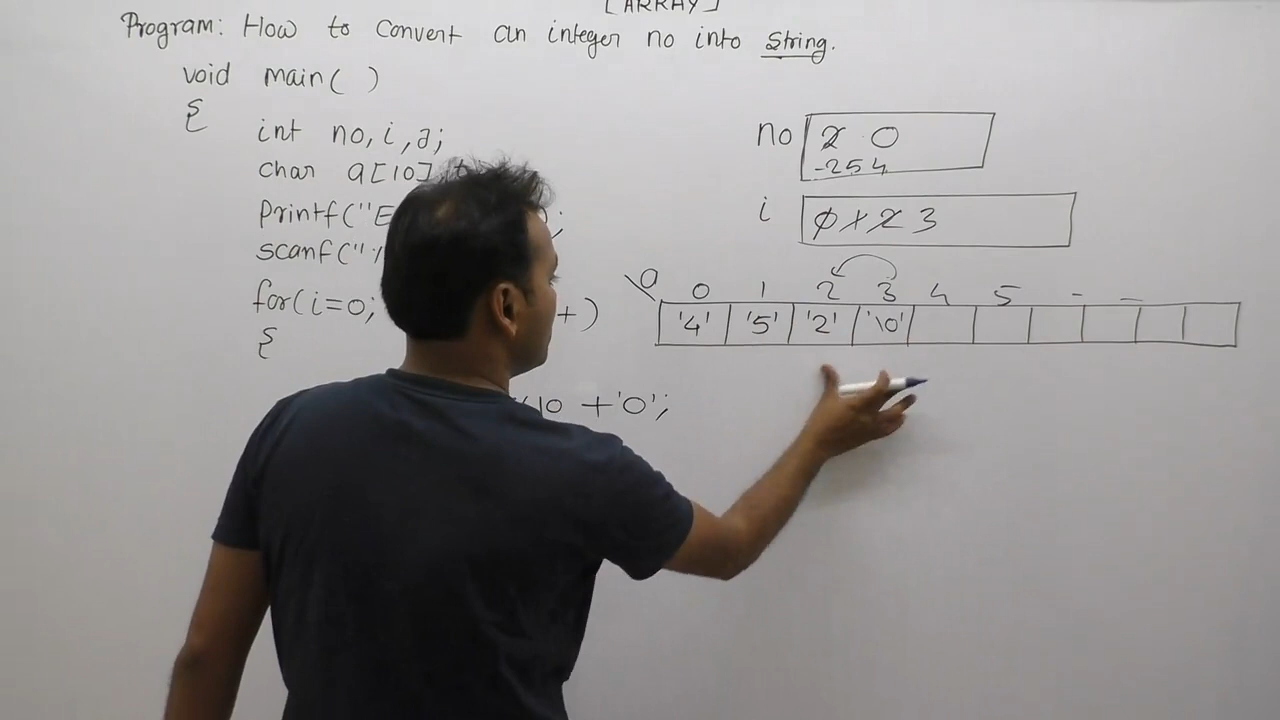 [ARRAY]
Program: How to Convert an integer no into String.
void main( )
{
int no, i, a;
char a[10]
Printf("E );
scanf("
for(i=0; +)
{
%10 +'0';
no 2 0
-254
i 0 1 2 3
a 0 1 2 3 4 5 - -
'4' '5' '2' '\0'